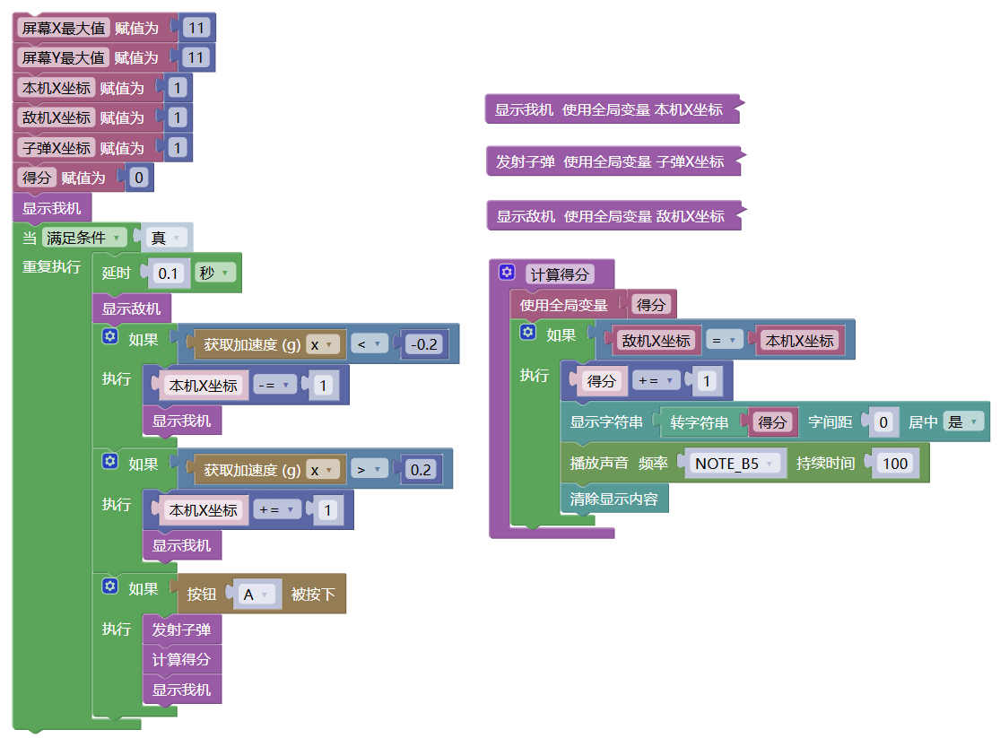 屏幕X最大值 赋值为 11
屏幕Y最大值 赋值为 11
本机X坐标 赋值为 1
敌机X坐标 赋值为 1
子弹X坐标 赋值为 1
得分 赋值为 0
显示我机
当 满足条件 真
重复执行 延时 0.1 秒
显示敌机
如果 获取加速度 (g) x < -0.2
执行 本机X坐标 -= 1
显示我机
如果 获取加速度 (g) x > 0.2
执行 本机X坐标 += 1
显示我机
如果 按钮 A 被按下
执行 发射子弹
计算得分
显示我机
显示我机 使用全局变量 本机X坐标
发射子弹 使用全局变量 子弹X坐标
显示敌机 使用全局变量 敌机X坐标
计算得分
使用全局变量 得分
如果 敌机X坐标 = 本机X坐标
执行 得分 += 1
显示字符串 转字符串 得分 字间距 0 居中 是
播放声音 频率 NOTE_B5 持续时间 100
清除显示内容